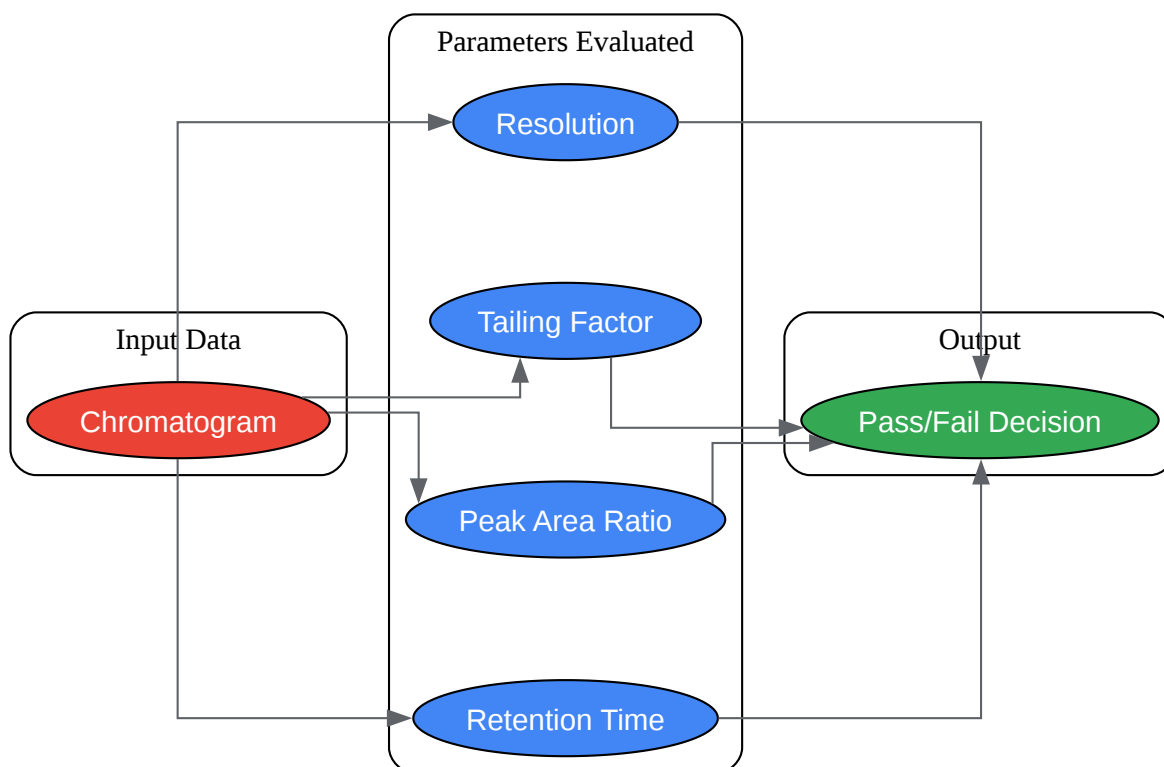 Parameters Evaluated
Resolution
Tailing Factor
Input Data
Output
Chromatogram
Pass/Fail Decision
Peak Area Ratio
Retention Time